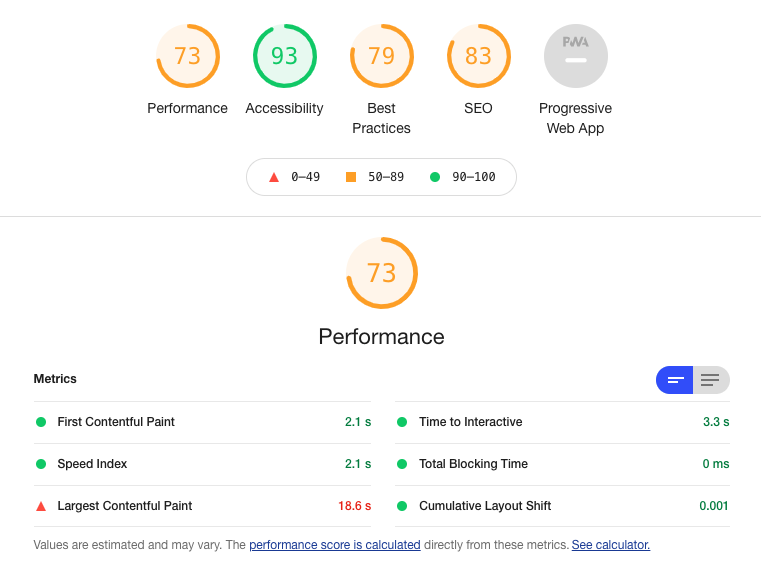 73
93
79
83
PWA
Performance
Accessibility
Best
Practices
SEO
Progressive
Web App
0–49
50–89
90–100
73
Performance
Metrics
First Contentful Paint 2.1 s
Time to Interactive 3.3 s
Speed Index 2.1 s
Total Blocking Time 0 ms
Largest Contentful Paint 18.6 s
Cumulative Layout Shift 0.001
Values are estimated and may vary. The performance score is calculated directly from these metrics. See calculator.